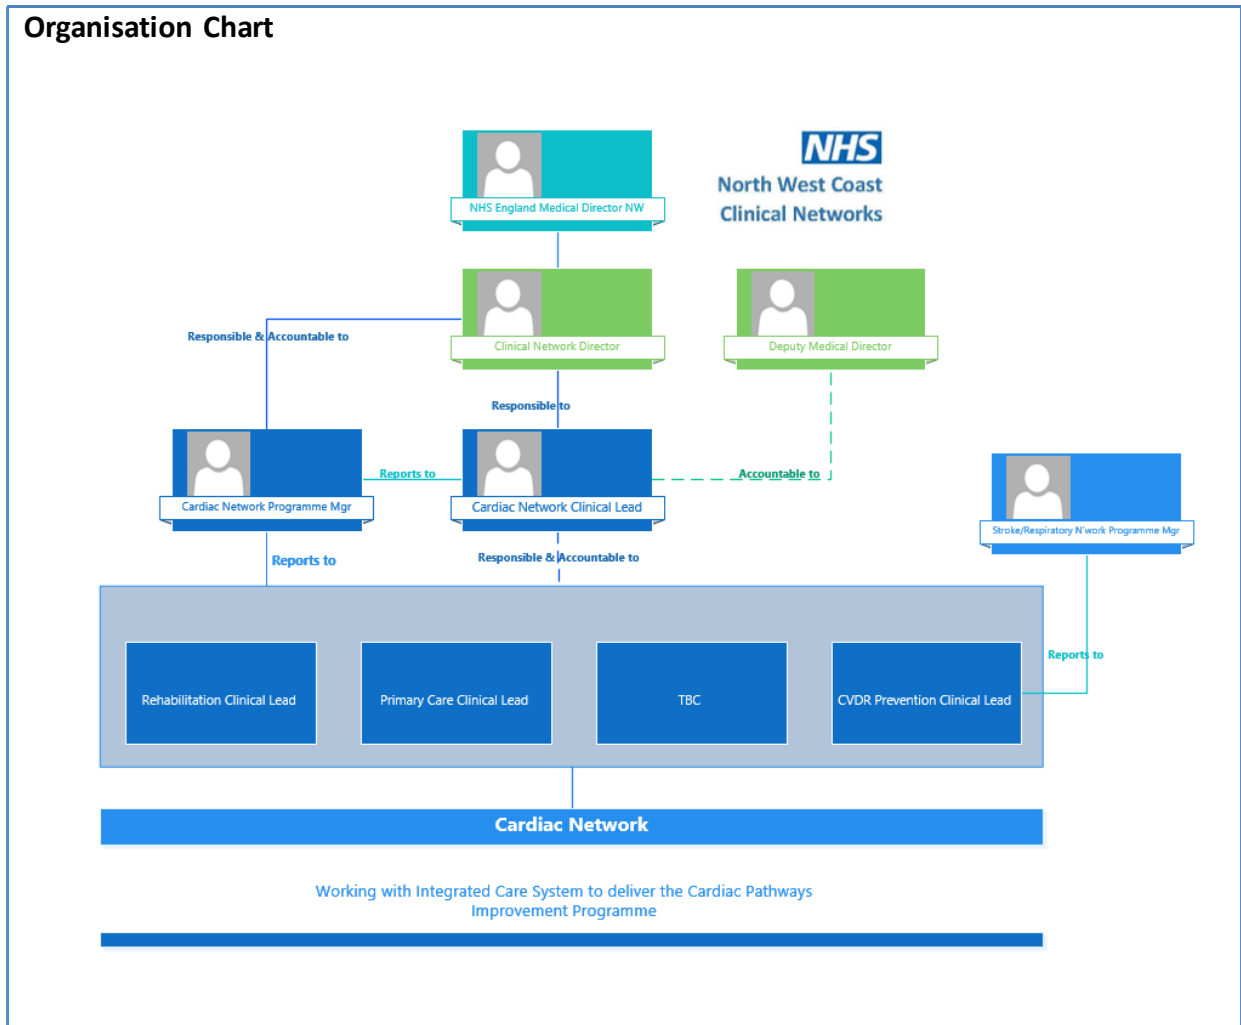 Organisation Chart
NHS
North West Coast
Clinical Networks
NHS England Medical Director NW
Clinical Network Director
Deputy Medical Director
Responsible & Accountable to
Responsible to
Cardiac Network Programme Mgr
Reports to
Cardiac Network Clinical Lead
Accountable to
Stroke/Respiratory N'work Programme Mgr
Reports to
Responsible & Accountable to
Reports to
Rehabilitation Clinical Lead
Primary Care Clinical Lead
TBC
CVDR Prevention Clinical Lead
Cardiac Network
Working with Integrated Care System to deliver the Cardiac Pathways
Improvement Programme